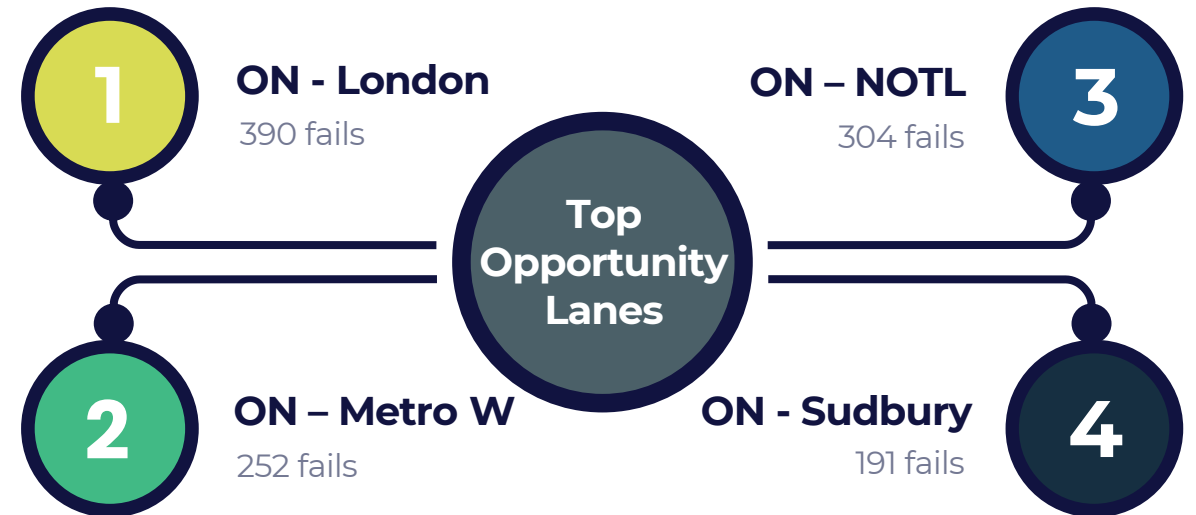 1
ON - London
390 fails
2
ON – Metro W
252 fails
Top
Opportunity
Lanes
3
ON – NOTL
304 fails
4
ON - Sudbury
191 fails